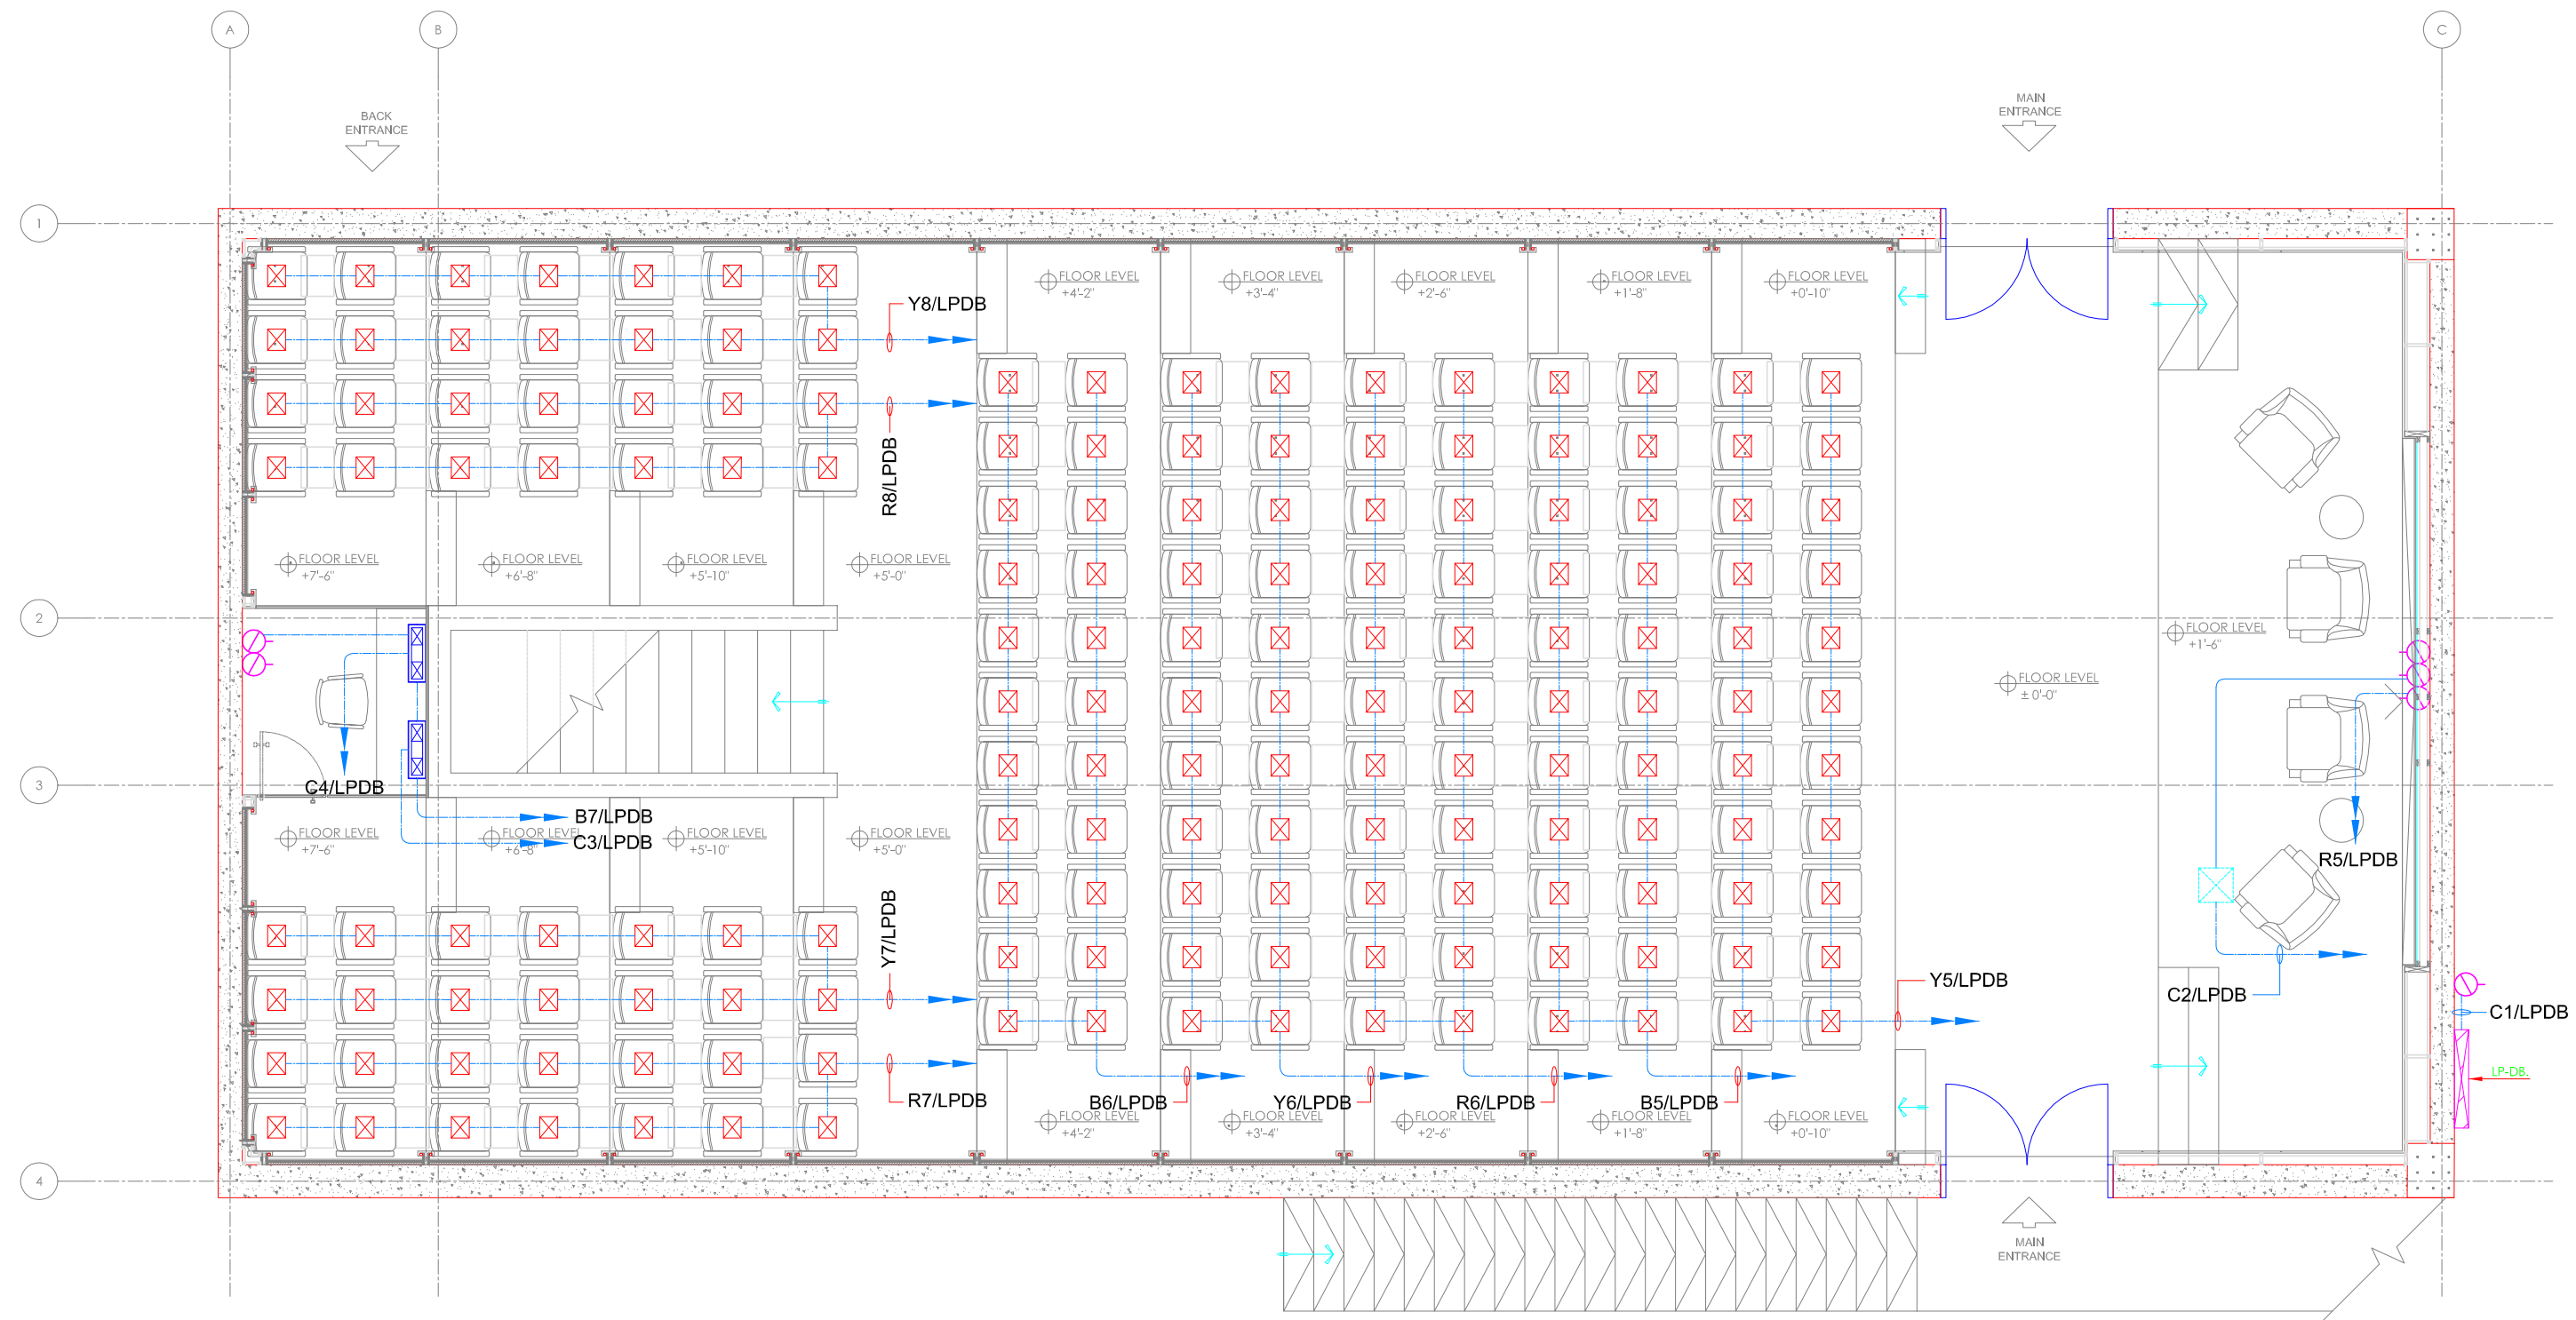 A
B
C
BACK
ENTRANCE
MAIN
ENTRANCE
1
FLOOR LEVEL
+4'-2"
FLOOR LEVEL
+3'-4"
FLOOR LEVEL
+2'-6"
FLOOR LEVEL
+1'-8"
FLOOR LEVEL
+0'-10"
Y8/LPDB
R8/LPDB
FLOOR LEVEL
+7'-6"
FLOOR LEVEL
+6'-8"
FLOOR LEVEL
+5'-10"
FLOOR LEVEL
+5'-0"
2
FLOOR LEVEL
+1'-6"
FLOOR LEVEL
± 0'-0"
3
C4/LPDB
B7/LPDB
C3/LPDB
FLOOR LEVEL
+7'-6"
FLOOR LEVEL
+6'-8"
FLOOR LEVEL
+5'-10"
FLOOR LEVEL
+5'-0"
R5/LPDB
Y7/LPDB
Y5/LPDB
C2/LPDB
C1/LPDB
LP-DB.
R7/LPDB
B6/LPDB
Y6/LPDB
R6/LPDB
B5/LPDB
FLOOR LEVEL
+4'-2"
FLOOR LEVEL
+3'-4"
FLOOR LEVEL
+2'-6"
FLOOR LEVEL
+1'-8"
FLOOR LEVEL
+0'-10"
4
MAIN
ENTRANCE